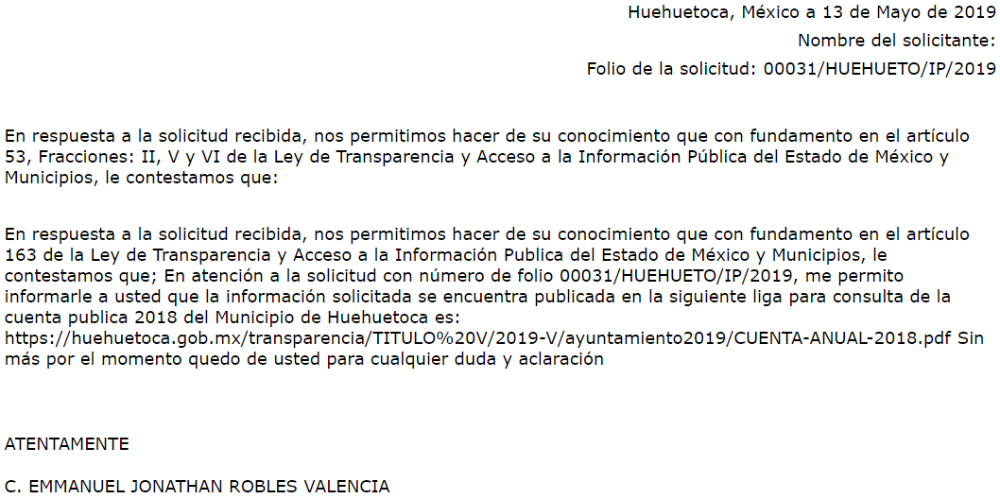 Huehuetoca, México a 13 de Mayo de 2019
Nombre del solicitante:
Folio de la solicitud: 00031/HUEHUETO/IP/2019
En respuesta a la solicitud recibida, nos permitimos hacer de su conocimiento que con fundamento en el artículo
53, Fracciones: II, V y VI de la Ley de Transparencia y Acceso a la Información Pública del Estado de México y
Municipios, le contestamos que:
En respuesta a la solicitud recibida, nos permitimos hacer de su conocimiento que con fundamento en el artículo
163 de la Ley de Transparencia y Acceso a la Información Publica del Estado de México y Municipios, le
contestamos que; En atención a la solicitud con número de folio 00031/HUEHUETO/IP/2019, me permito
informarle a usted que la información solicitada se encuentra publicada en la siguiente liga para consulta de la
cuenta publica 2018 del Municipio de Huehuetoca es:
https://huehuetoca.gob.mx/transparencia/TITULO%20V/2019-V/ayuntamiento2019/CUENTA-ANUAL-2018.pdf Sin
más por el momento quedo de usted para cualquier duda y aclaración
ATENTAMENTE
C. EMMANUEL JONATHAN ROBLES VALENCIA